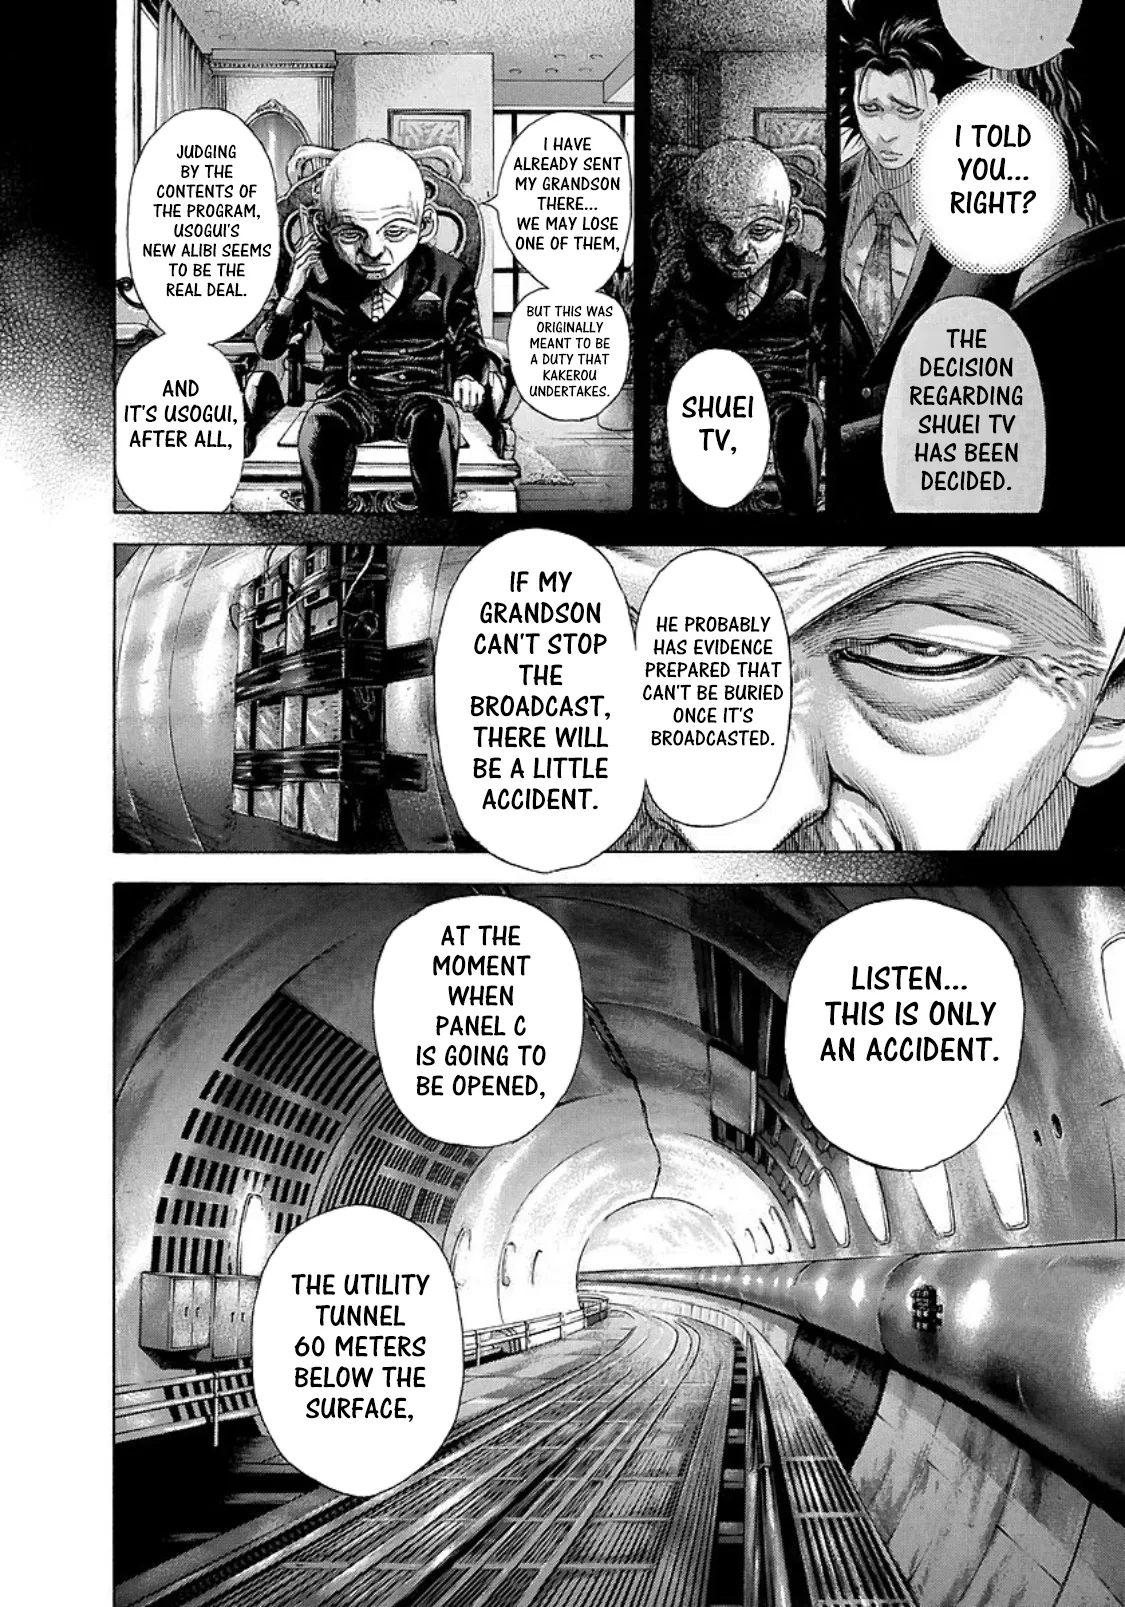 I TOLD
YOU...
RIGHT?
THE
DECISION
REGARDING
SHUEI TV
HAS BEEN
DECIDED.
SHUEI
TV,
I HAVE
ALREADY SENT
MY GRANDSON
THERE...
WE MAY LOSE
ONE OF THEM,
BUT THIS WAS
ORIGINALLY
MEANT TO BE
A DUTY THAT
KAKEROU
UNDERTAKES.
JUDGING
BY THE
CONTENTS OF
THE PROGRAM,
USOGUI'S
NEW ALIBI SEEMS
TO BE THE
REAL DEAL.
AND
IT'S USOGUI,
AFTER ALL,
HE PROBABLY
HAS EVIDENCE
PREPARED THAT
CAN'T BE BURIED
ONCE IT'S
BROADCASTED.
IF MY
GRANDSON
CAN'T STOP
THE
BROADCAST,
THERE WILL
BE A LITTLE
ACCIDENT.
LISTEN...
THIS IS ONLY
AN ACCIDENT.
AT THE
MOMENT
WHEN
PANEL C
IS GOING TO
BE OPENED,
THE UTILITY
TUNNEL
60 METERS
BELOW THE
SURFACE,